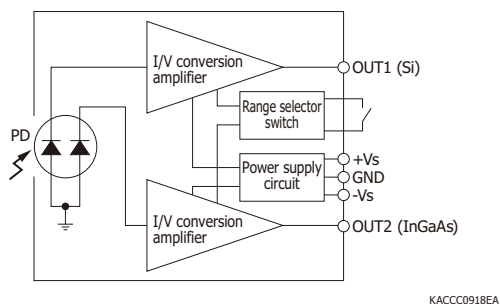 I/V conversion
amplifier
OUT1 (Si)
Range selector
switch
PD
Power supply
circuit
+Vs
GND
-Vs
I/V conversion
amplifier
OUT2 (InGaAs)
KACCC0918EA